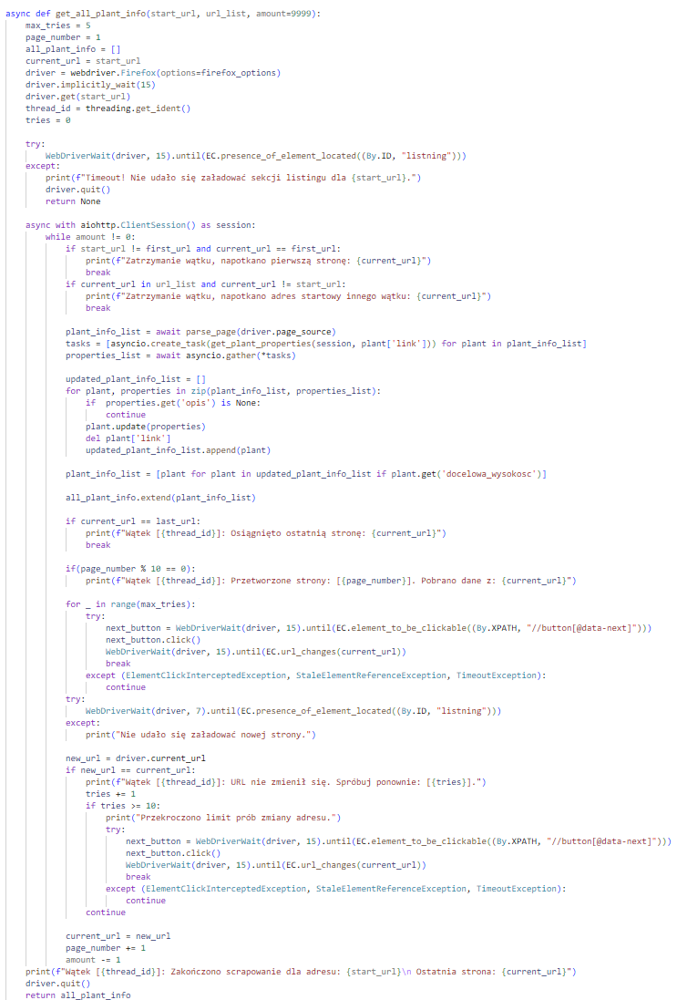 async def get_all_plant_info(start_url, url_list, amount=9999):
    max_tries = 5
    page_number = 1
    all_plant_info = []
    current_url = start_url
    driver = webdriver.Firefox(options=firefox_options)
    driver.implicitly_wait(15)
    driver.get(start_url)
    thread_id = threading.get_ident()
    tries = 0

    try:
        WebDriverWait(driver, 15).until(EC.presence_of_element_located((By.ID, "listning")))
    except:
        print(f"Timeout! Nie udało się załadować sekcji listingu dla {start_url}.")
        driver.quit()
        return None

    async with aiohttp.ClientSession() as session:
        while amount != 0:
            if start_url != first_url and current_url == first_url:
                print(f"Zatrzymanie wątku, napotkano pierwszą stronę: {current_url}")
                break
            if current_url in url_list and current_url != start_url:
                print(f"Zatrzymanie wątku, napotkano adres startowy innego wątku: {current_url}")
                break

            plant_info_list = await parse_page(driver.page_source)
            tasks = [asyncio.create_task(get_plant_properties(session, plant['link'])) for plant in plant_info_list]
            properties_list = await asyncio.gather(*tasks)

            updated_plant_info_list = []
            for plant, properties in zip(plant_info_list, properties_list):
                if  properties.get('opis') is None:
                    continue
                plant.update(properties)
                del plant['link']
                updated_plant_info_list.append(plant)

            plant_info_list = [plant for plant in updated_plant_info_list if plant.get('docelowa_wysokosc')]

            all_plant_info.extend(plant_info_list)

            if current_url == last_url:
                print(f"Wątek [{thread_id}]: Osiągnięto ostatnią stronę: {current_url}")
                break

            if(page_number % 10 == 0):
                print(f"Wątek [{thread_id}]: Przetworzone strony: [{page_number}]. Pobrano dane z: {current_url}")

            for _ in range(max_tries):
                try:
                    next_button = WebDriverWait(driver, 15).until(EC.element_to_be_clickable((By.XPATH, "//button[@data-next]")))
                    next_button.click()
                    WebDriverWait(driver, 15).until(EC.url_changes(current_url))
                    break
                except (ElementClickInterceptedException, StaleElementReferenceException, TimeoutException):
                    continue
            try:
                WebDriverWait(driver, 7).until(EC.presence_of_element_located((By.ID, "listning")))
            except:
                print("Nie udało się załadować nowej strony.")

            new_url = driver.current_url
            if new_url == current_url:
                print(f"Wątek [{thread_id}]: URL nie zmienił się. Spróbuj ponownie: [{tries}].")
                tries += 1
                if tries >= 10:
                    print("Przekroczono limit prób zmiany adresu.")
                    try:
                        next_button = WebDriverWait(driver, 15).until(EC.element_to_be_clickable((By.XPATH, "//button[@data-next]")))
                        next_button.click()
                        WebDriverWait(driver, 15).until(EC.url_changes(current_url))
                        break
                    except (ElementClickInterceptedException, StaleElementReferenceException, TimeoutException):
                        continue
                continue

            current_url = new_url
            page_number += 1
            amount -= 1
    print(f"Wątek [{thread_id}]: Zakończono scrapowanie dla adresu: {start_url}\n Ostatnia strona: {current_url}")
    driver.quit()
    return all_plant_info